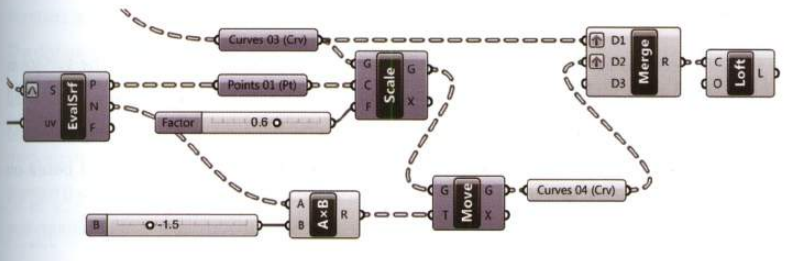 Curves 03 (Crv)
D1
D2
D3
Merge
R
C
O
Loft
L
G
C
F
Scale
G
X
S
uv
EvalSrf
P
N
F
Points 01 (Pt)
Factor
0.6
G
T
Move
G
X
Curves 04 (Crv)
A
B
A×B
R
B
-1.5